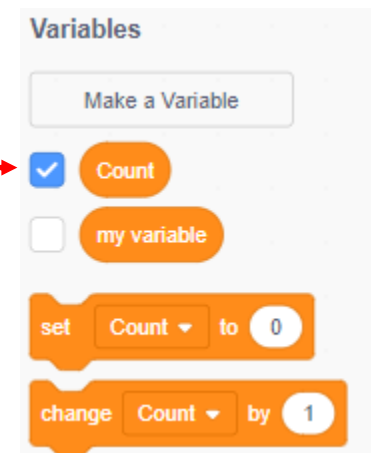 Variables
Make a Variable
Count
my variable
set Count to 0
change Count by 1